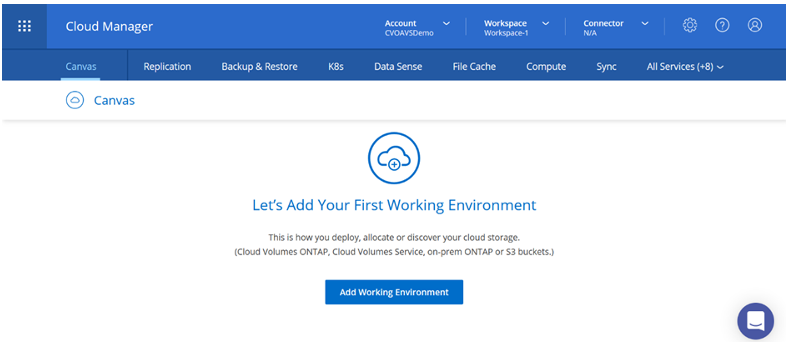 Cloud Manager
Account
CVOAVSDemo
Workspace
Workspace-1
Connector
N/A
Canvas Replication Backup & Restore K8s Data Sense File Cache Compute Sync All Services (+8)
Canvas
Let's Add Your First Working Environment
This is how you deploy, allocate or discover your cloud storage.
(Cloud Volumes ONTAP, Cloud Volumes Service, on-prem ONTAP or S3 buckets.)
Add Working Environment